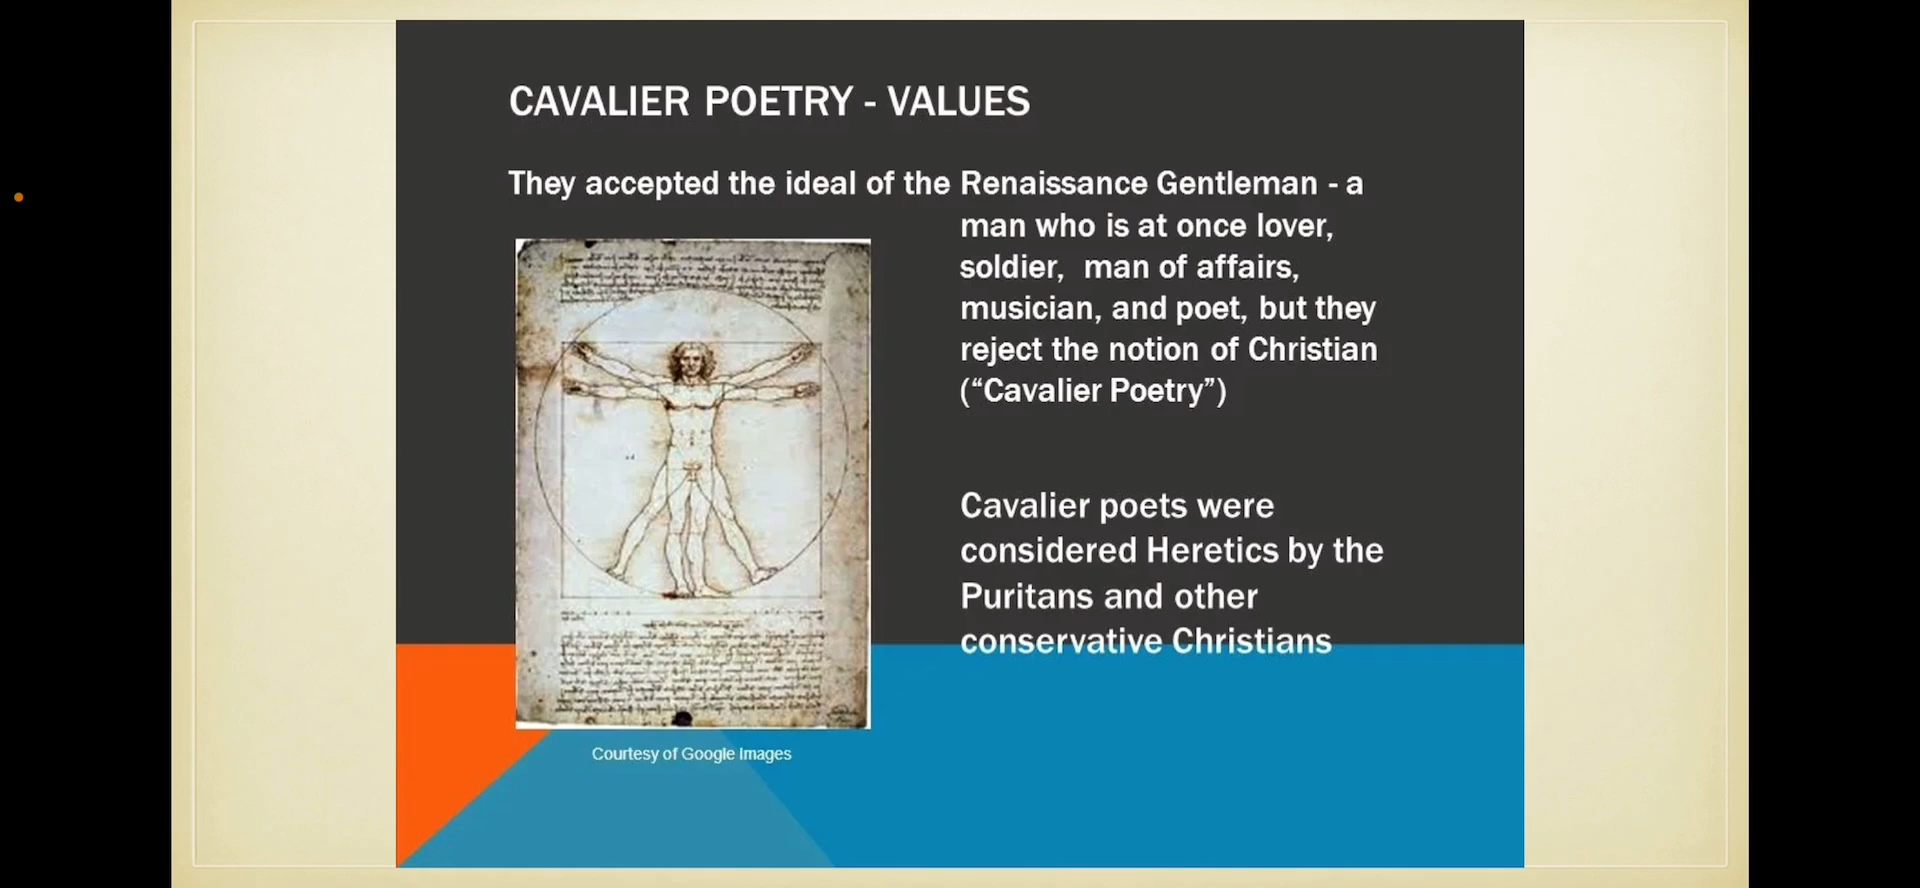 CAVALIER POETRY - VALUES
They accepted the ideal of the Renaissance Gentleman - a
man who is at once lover,
soldier, man of affairs,
musician, and poet, but they
reject the notion of Christian
(“Cavalier Poetry”)
Cavalier poets were
considered Heretics by the
Puritans and other
conservative Christians
Courtesy of Google Images